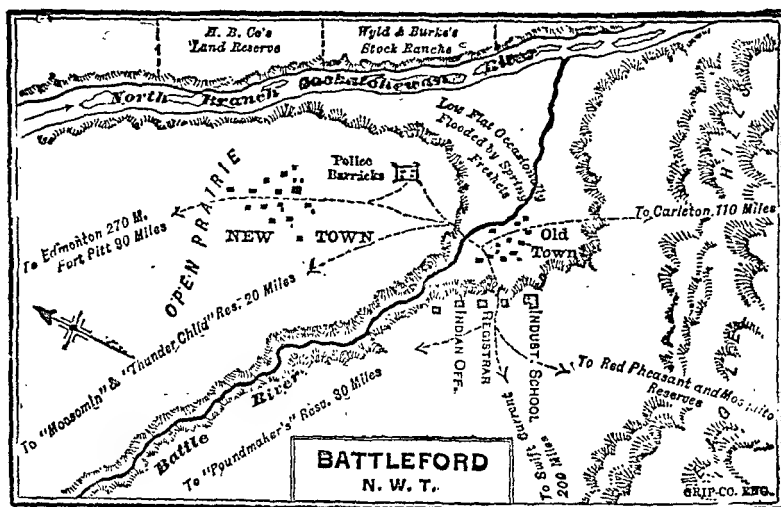 H. B. Co's
Land Reserve
Wyld & Burke's
Stock Ranche
North Branch Saskatchewan River
Low Flat Occasionally
Flooded by Spring
Freshets
Police
Barricks
OPEN PRAIRIE
NEW TOWN
Old
Town
To Carleton, 110 Miles
To Edmonton 270 M.
Fort Pitt 90 Miles
To "Moosomin" & "Thunder Child" Res. 20 Miles
INDIAN OFF.
REGISTRAR
INDUST. SCHOOL
To Red Pheasant and Mosquito
Reserves
Battle River
To "Poundmaker's" Resv. 30 Miles
To Swift Current
200 Miles
EAGLE HILLS
BATTLEFORD
N. W. T.
GRIP-CO. ENG.